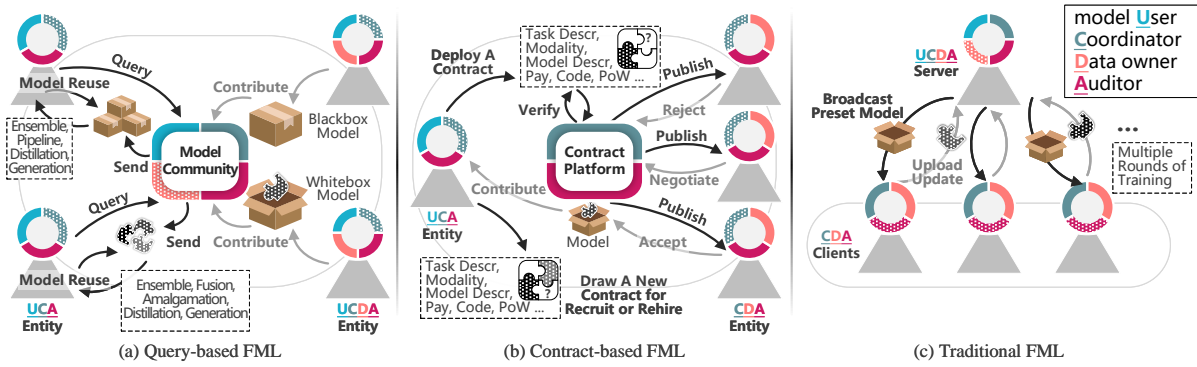 Query
Model Reuse
Contribute
Blackbox
Model
Ensemble,
Pipeline,
Distillation,
Generation
Send
Model
Community
Whitebox
Model
Query
Send
Contribute
Model Reuse
Ensemble, Fusion,
Amalgamation,
Distillation, Generation
UCA
Entity
UCDA
Entity
(a) Query-based FML
Deploy A
Contract
Task Descr,
Modality,
Model Descr,
Pay, Code, PoW ...
?
Publish
Verify
Reject
Contract
Platform
Publish
Negotiate
Contribute
UCA
Entity
Model
Publish
Accept
Task Descr,
Modality,
Model Descr,
Pay, Code, PoW ...
?
Draw A New
Contract for
Recruit or Rehire
CDA
Entity
(b) Contract-based FML
model User
Coordinator
Data owner
Auditor
UCDA
Server
Broadcast
Preset Model
Upload
Update
...
Multiple
Rounds of
Training
CDA
Clients
(c) Traditional FML